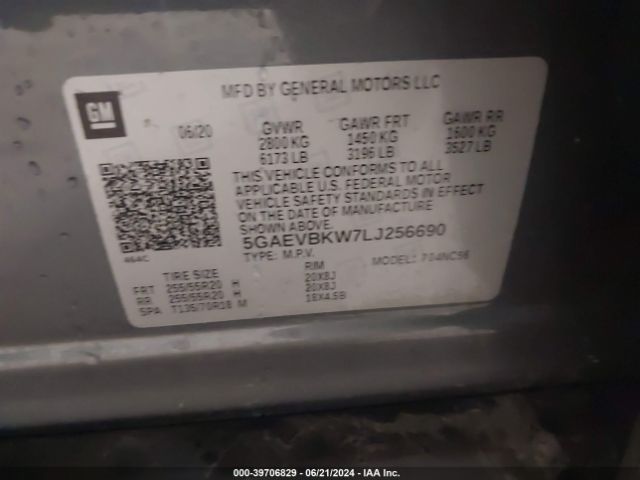 GM
MFD BY GENERAL MOTORS LLC
06/20 GVWR GAWR FRT GAWR RR
2800 KG 1450 KG 1600 KG
6173 LB 3196 LB 3527 LB
THIS VEHICLE CONFORMS TO ALL
APPLICABLE U.S. FEDERAL MOTOR
VEHICLE SAFETY STANDARDS IN EFFECT
ON THE DATE OF MANUFACTURE
SHOWN ABOVE.
5GAEVBKW7LJ256690
464C TYPE: M.P.V. MODEL: 704NC56
TIRE SIZE RIM
FRT 255/55R20 H 20X8J
RR 255/55R20 H 20X8J
SPA T135/70R18 M 18X4.5B
000-39706829 - 06/21/2024 - IAA Inc.